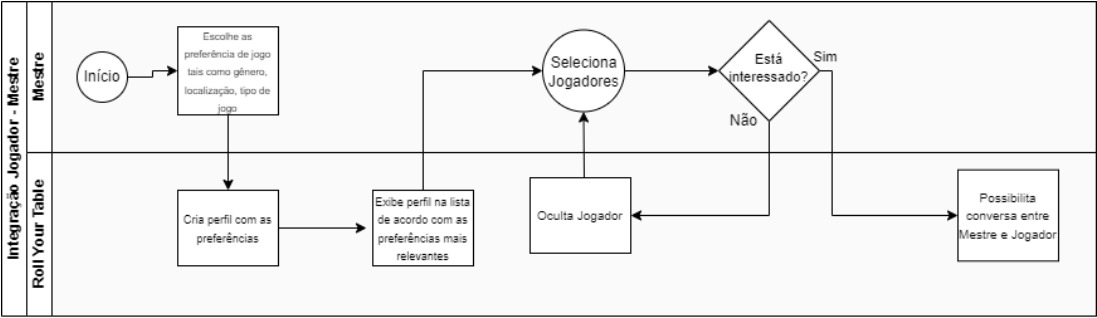 Integração Jogador - Mestre
Mestre
Início
Escolhe as
preferência de jogo
tais como gênero,
localização, tipo de
jogo
Seleciona
Jogadores
Está
interessado?
Sim
Não
Roll Your Table
Cria perfil com as
preferências
Exibe perfil na lista
de acordo com as
preferências mais
relevantes
Oculta Jogador
Possibilita
conversa entre
Mestre e Jogador